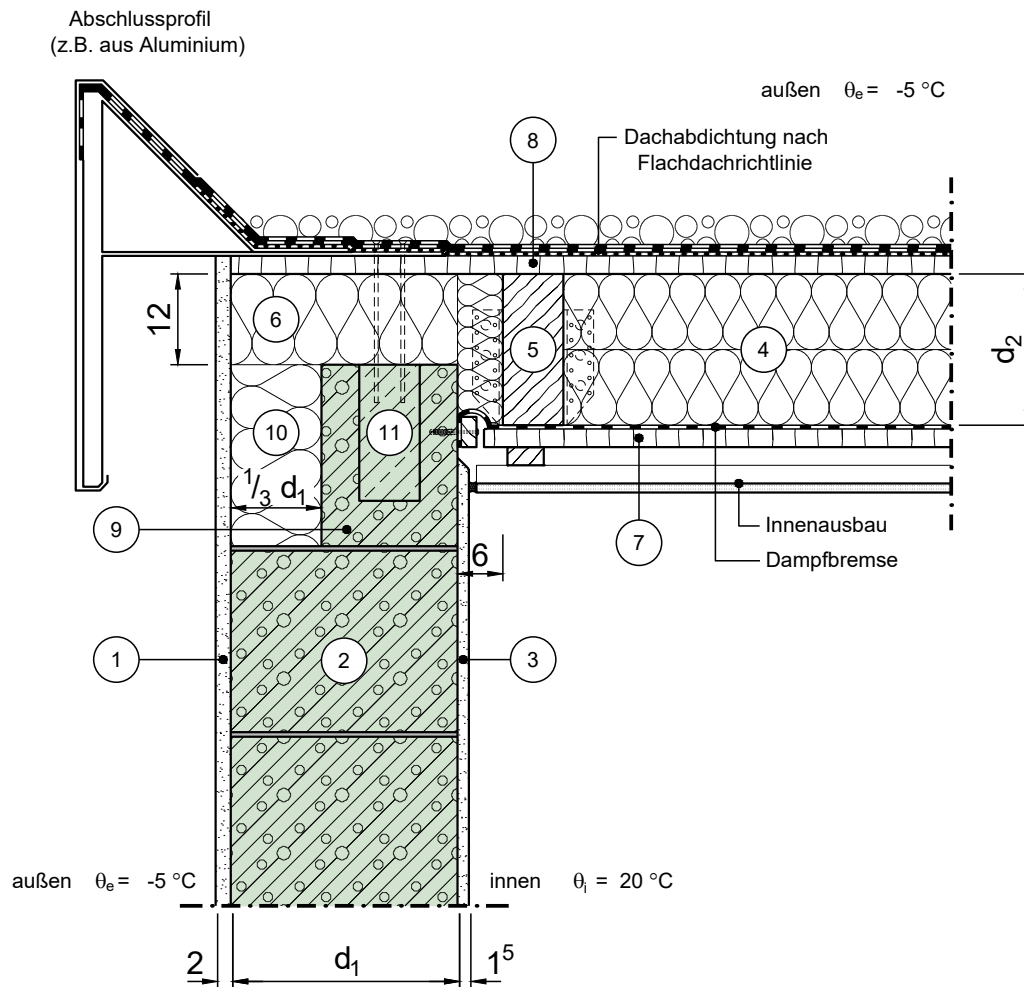 Abschlussprofil
(z.B. aus Aluminium)
außen θe = -5 °C
8
Dachabdichtung nach
Flachdachrichtlinie
12
6
5
4
d2
10
11
1/3 d1
9
7
Innenausbau
Dampfbremse
6
1
2
3
außen θe = -5 °C
innen θi = 20 °C
2
d1
1⁵